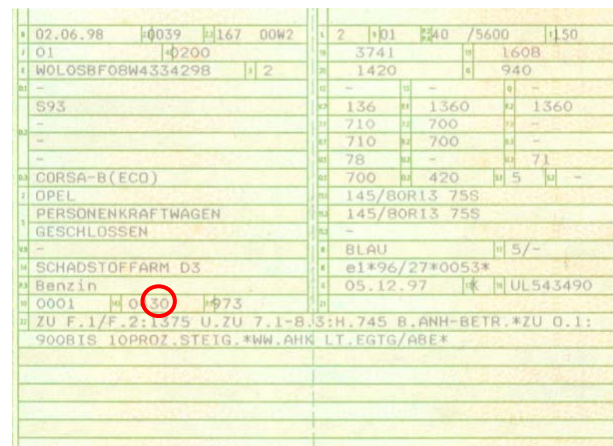 02.06.98 0039 167 00W2
01 0200
W0L0SBF08W4334298 2
-
S93
-
-
-
CORSA-B(ECO)
OPEL
PERSONENKRAFTWAGEN
GESCHLOSSEN
-
SCHADSTOFFARM D3
Benzin
0001 0430 973
2 01 40 /5600 150
3741 1608
1420 940
- - -
136 1360 1360
710 700 -
710 700 -
78 - 71
700 420 5 -
145/80R13 75S
145/80R13 75S
-
BLAU 5/-
e1*96/27*0053*
05.12.97 K UL543490
ZU F.1/F.2:1375 U.ZU 7.1-8.3:H.745 B.ANH-BETR.*ZU O.1:
900BIS 10PROZ.STEIG.*WW.AHK LT.EGTG/ABE*